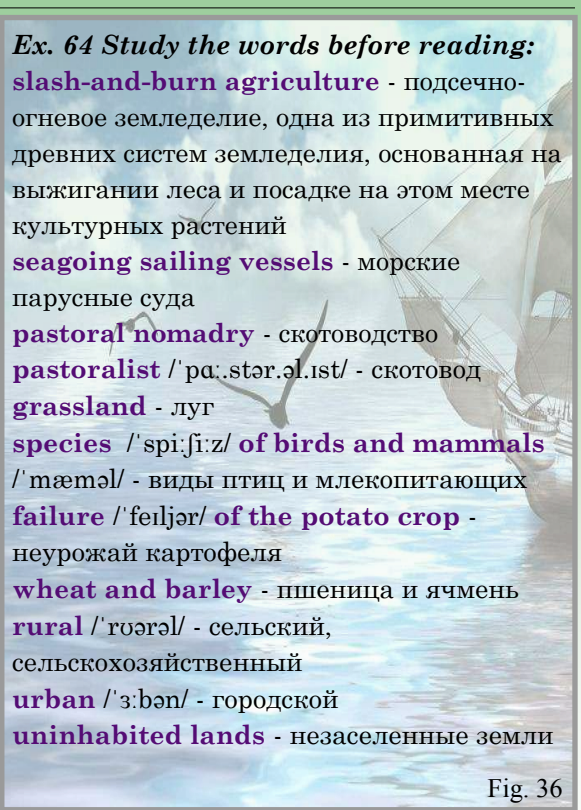 Ex. 64 Study the words before reading:
slash-and-burn agriculture - подсечно-
огневое земледелие, одна из примитивных
древних систем земледелия, основанная на
выжигании леса и посадке на этом месте
культурных растений
seagoing sailing vessels - морские
парусные суда
pastoral nomadry - скотоводство
pastoralist /ˈpɑː.stər.əl.ɪst/ - скотовод
grassland - луг
species /ˈspiːʃiːz/ of birds and mammals
/ˈmæməl/ - виды птиц и млекопитающих
failure /ˈfeɪljər/ of the potato crop -
неурожай картофеля
wheat and barley - пшеница и ячмень
rural /ˈrʊərəl/ - сельский,
сельскохозяйственный
urban /ˈɜːbən/ - городской
uninhabited lands - незаселенные земли
Fig. 36